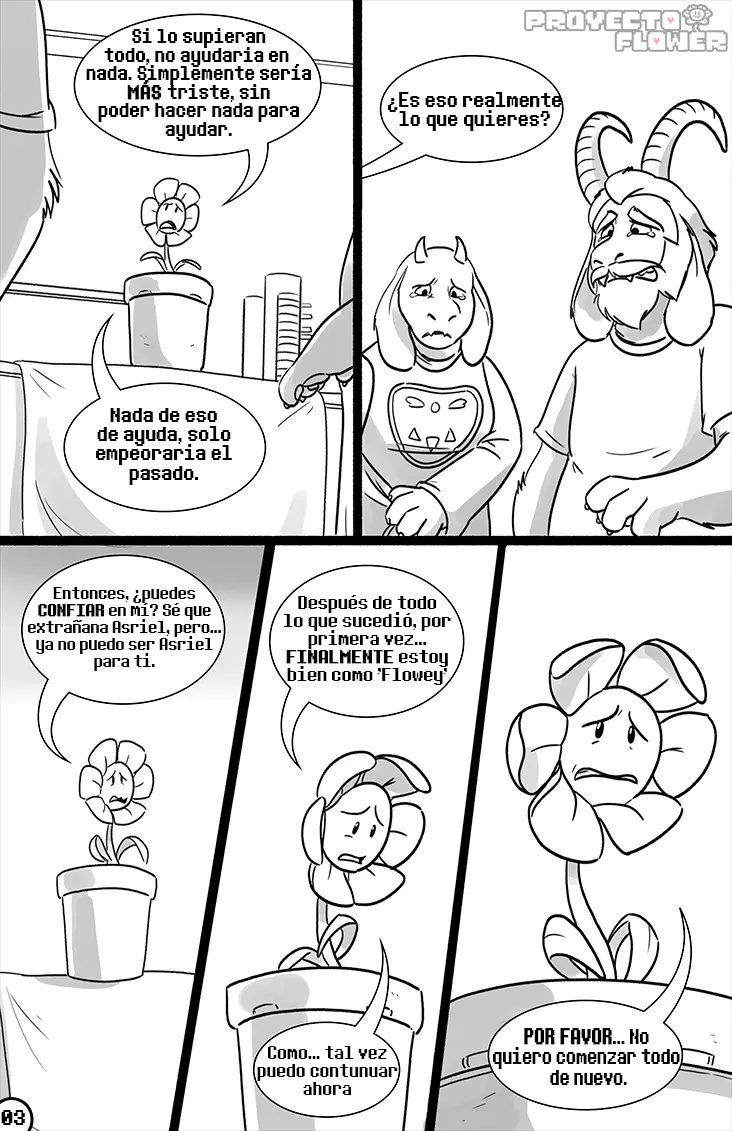 PROYECTO
FLOWER
Si lo supieran
todo, no ayudaria en
nada. Simplemente sería
MÁS triste, sin
poder hacer nada para
ayudar.
Nada de eso
de ayuda, solo
empeoraria el
pasado.
¿Es eso realmente
lo que quieres?
Entonces, ¿puedes
CONFIAR en mí? Sé que
extrañana Asriel, pero...
ya no puedo ser Asriel
para ti.
Después de todo
lo que sucedió, por
primera vez...
FINALMENTE estoy
bien como 'Flowey'
Como... tal vez
puedo contunuar
ahora
POR FAVOR... No
quiero comenzar todo
de nuevo.
03